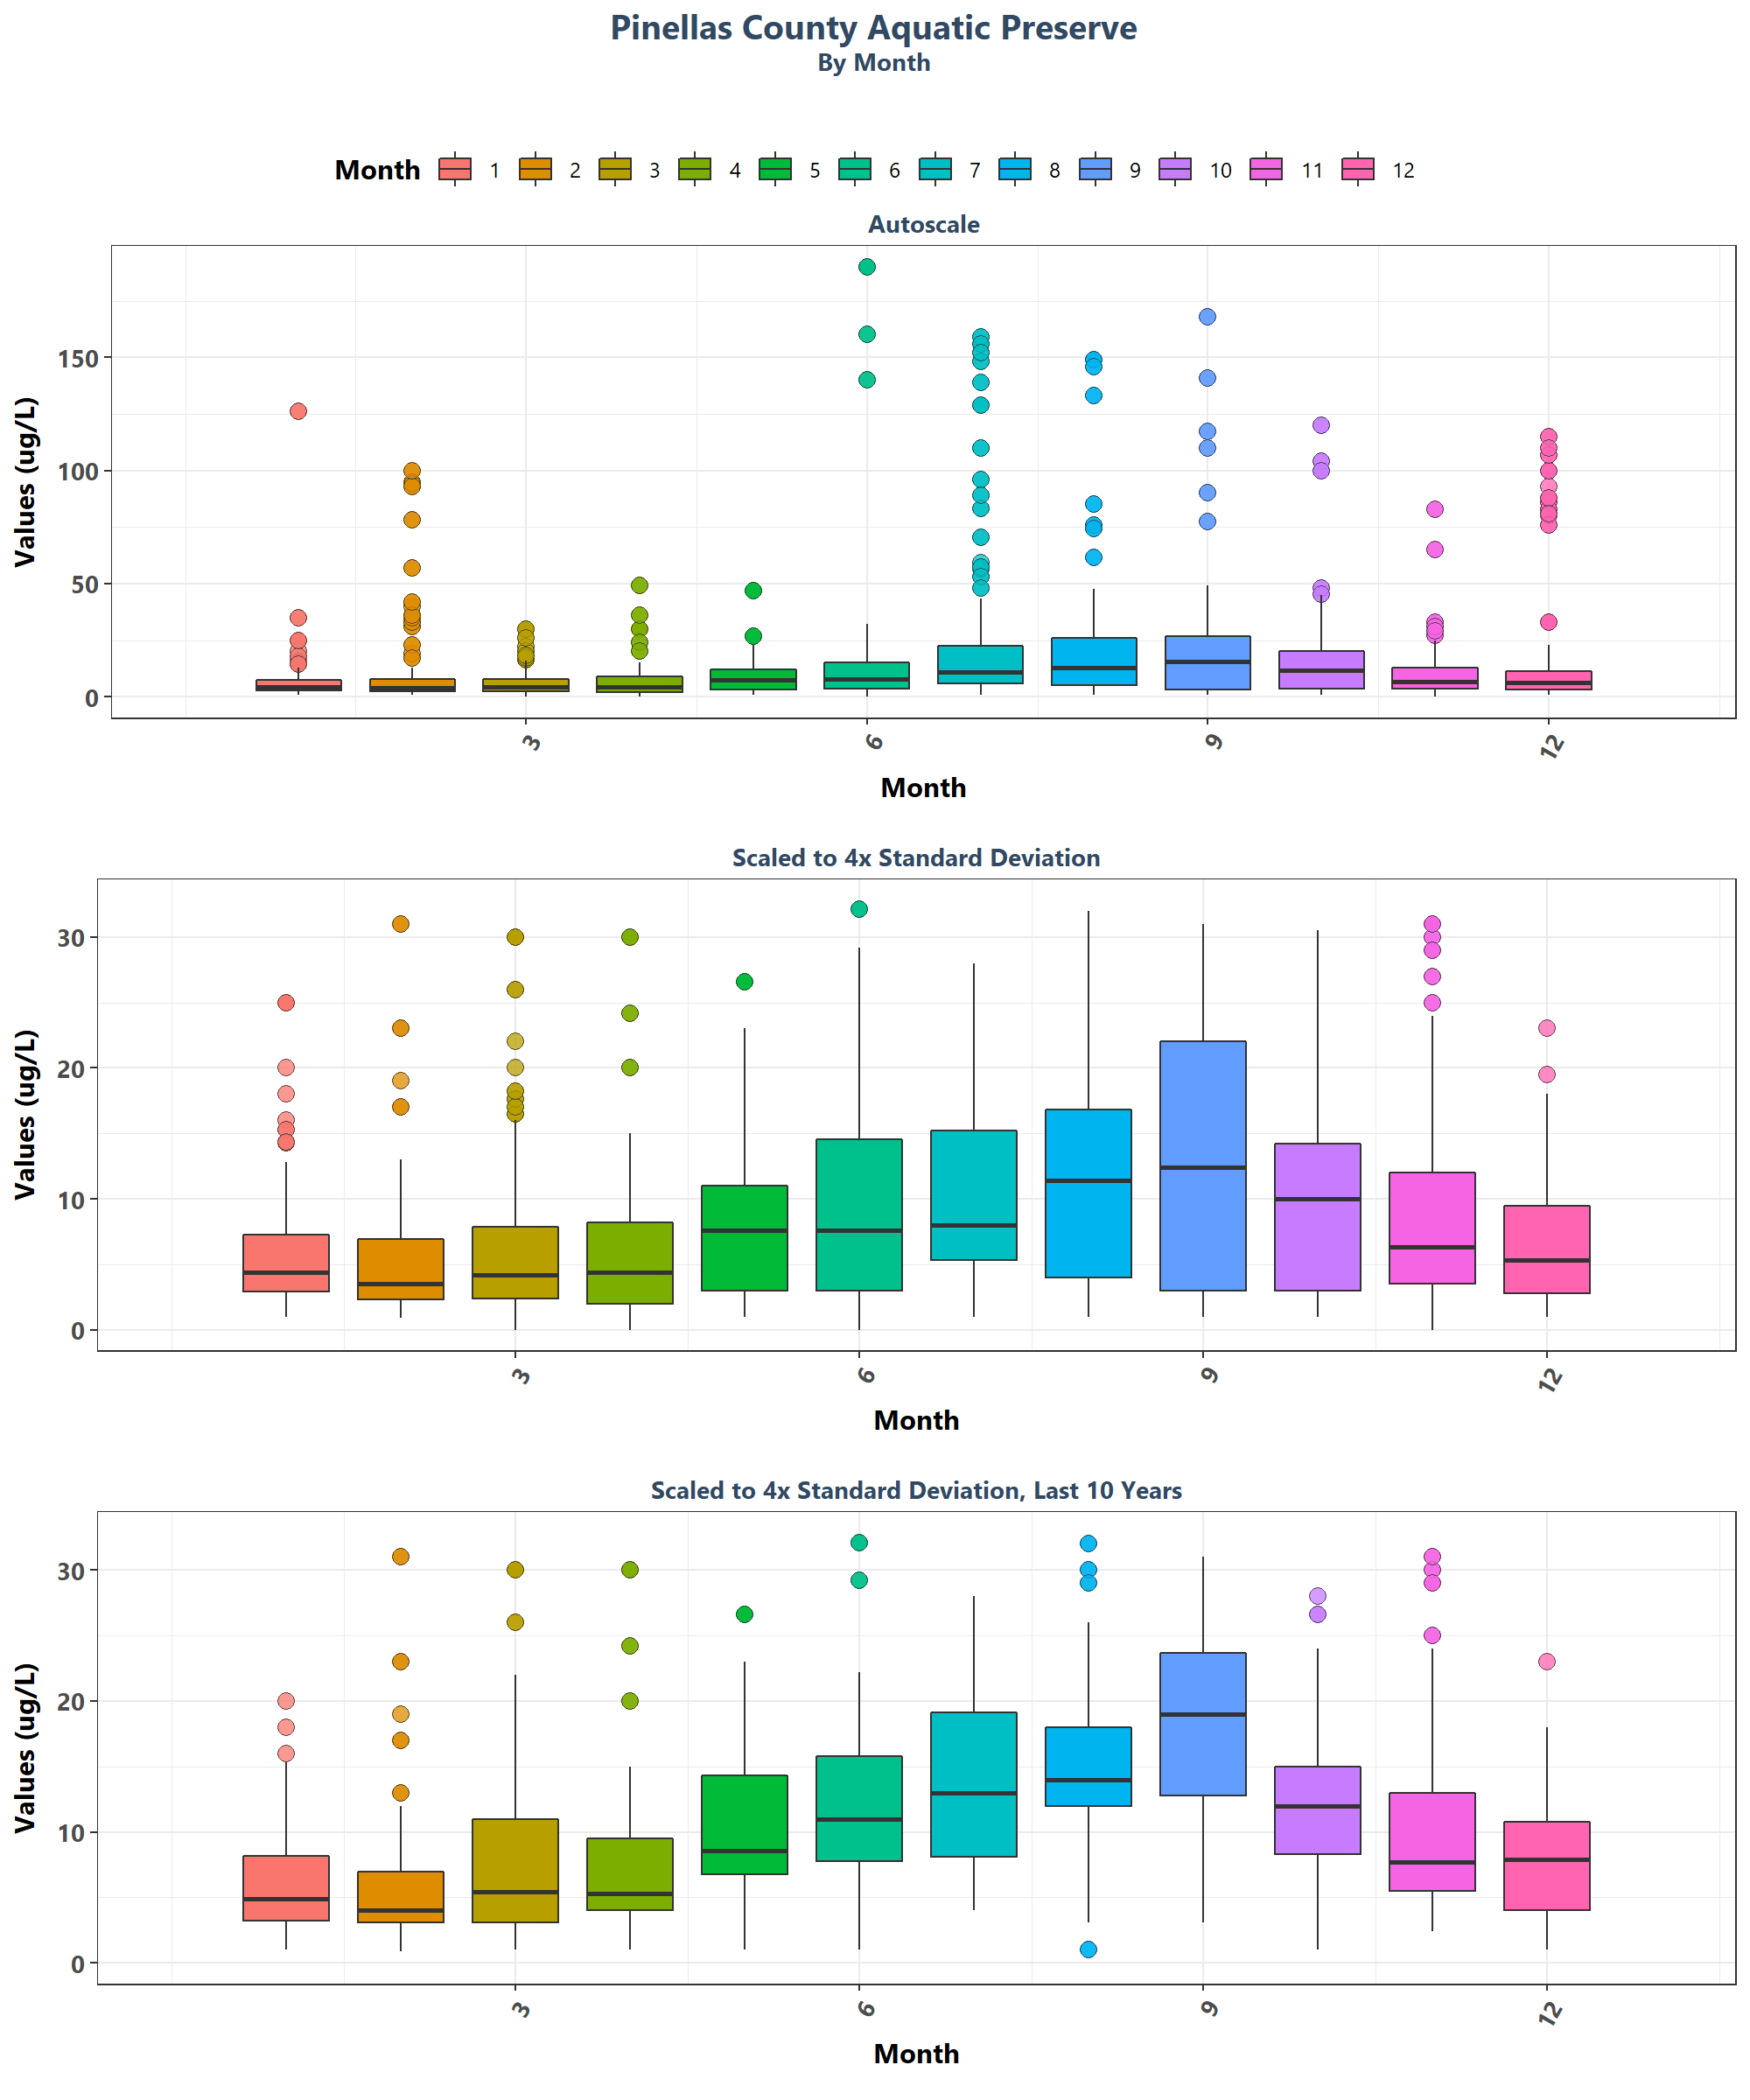 Pinellas County Aquatic Preserve
By Month
Month 1 2 3 4 5 6 7 8 9 10 11 12
Autoscale
Values (ug/L)
150
100
50
0
3 6 9 12
Month
Scaled to 4x Standard Deviation
Values (ug/L)
30
20
10
0
3 6 9 12
Month
Scaled to 4x Standard Deviation, Last 10 Years
Values (ug/L)
30
20
10
0
3 6 9 12
Month